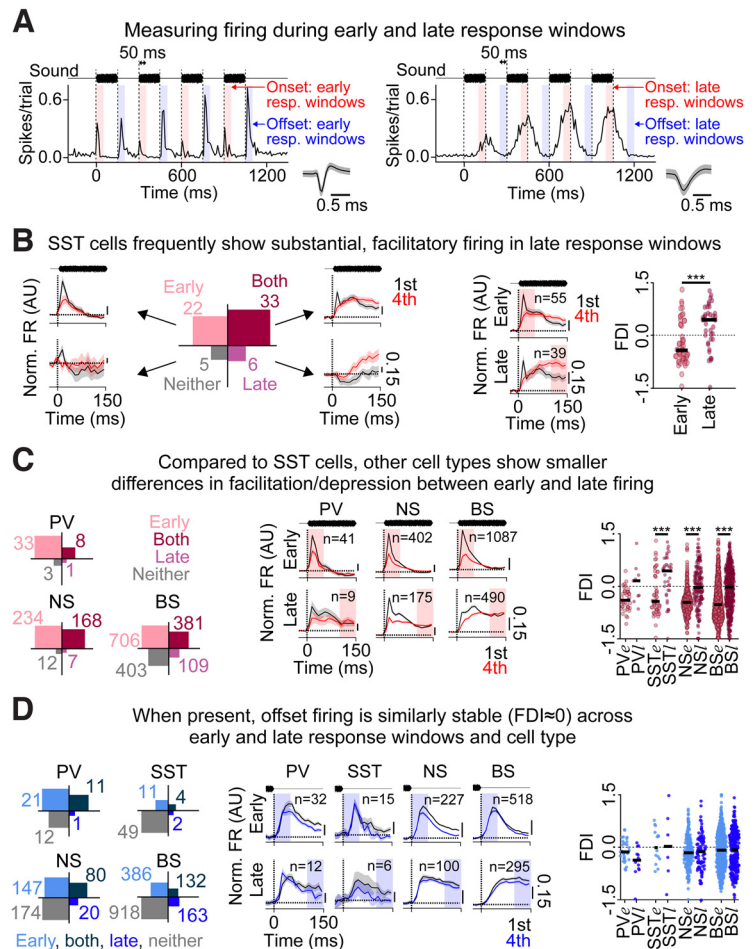 A
Measuring firing during early and late response windows
50 ms
Sound
0.6
0.0
Spikes/trial
Onset: early
resp. windows
Offset: early
resp. windows
0 600 1200
Time (ms)
0.5 ms
50 ms
Sound
0.6
0.0
Spikes/trial
Onset: late
resp. windows
Offset: late
resp. windows
0 600 1200
Time (ms)
0.5 ms
B
SST cells frequently show substantial, facilitatory firing in late response windows
Norm. FR (AU)
0 150
Time (ms)
Early
22
Both
33
5
Neither
6
Late
1st
4th
0.15
0 150
Time (ms)
Norm. FR (AU)
Early
Late
n=55
n=39
1st
4th
0.15
0 150
Time (ms)
FDI
1.5
0.0
-1.5
***
Early
Late
C
Compared to SST cells, other cell types show smaller
differences in facilitation/depression between early and late firing
PV
33
8
3
1
Early
Both
Late
Neither
NS
234
168
12
7
BS
706
381
403
109
Norm. FR (AU)
Early
Late
PV NS BS
n=41 n=402 n=1087
n=9 n=175 n=490
0 150
Time (ms)
0.15
1st
4th
FDI
1.5
0.0
-1.5
*** *** ***
PVe
PVl
SSTe
SSTl
NSe
NSl
BSe
BSl
D
When present, offset firing is similarly stable (FDI≈0) across
early and late response windows and cell type
PV
21
11
12
1
SST
11
4
49
2
NS
147
80
174
20
BS
386
132
918
163
Early, both, late, neither
Norm. FR (AU)
Early
Late
PV SST NS BS
n=32 n=15 n=227 n=518
n=12 n=6 n=100 n=295
0 150
Time (ms)
0.15
1st
4th
FDI
1.5
0.0
-1.5
PVe
PVl
SSTe
SSTl
NSe
NSl
BSe
BSl